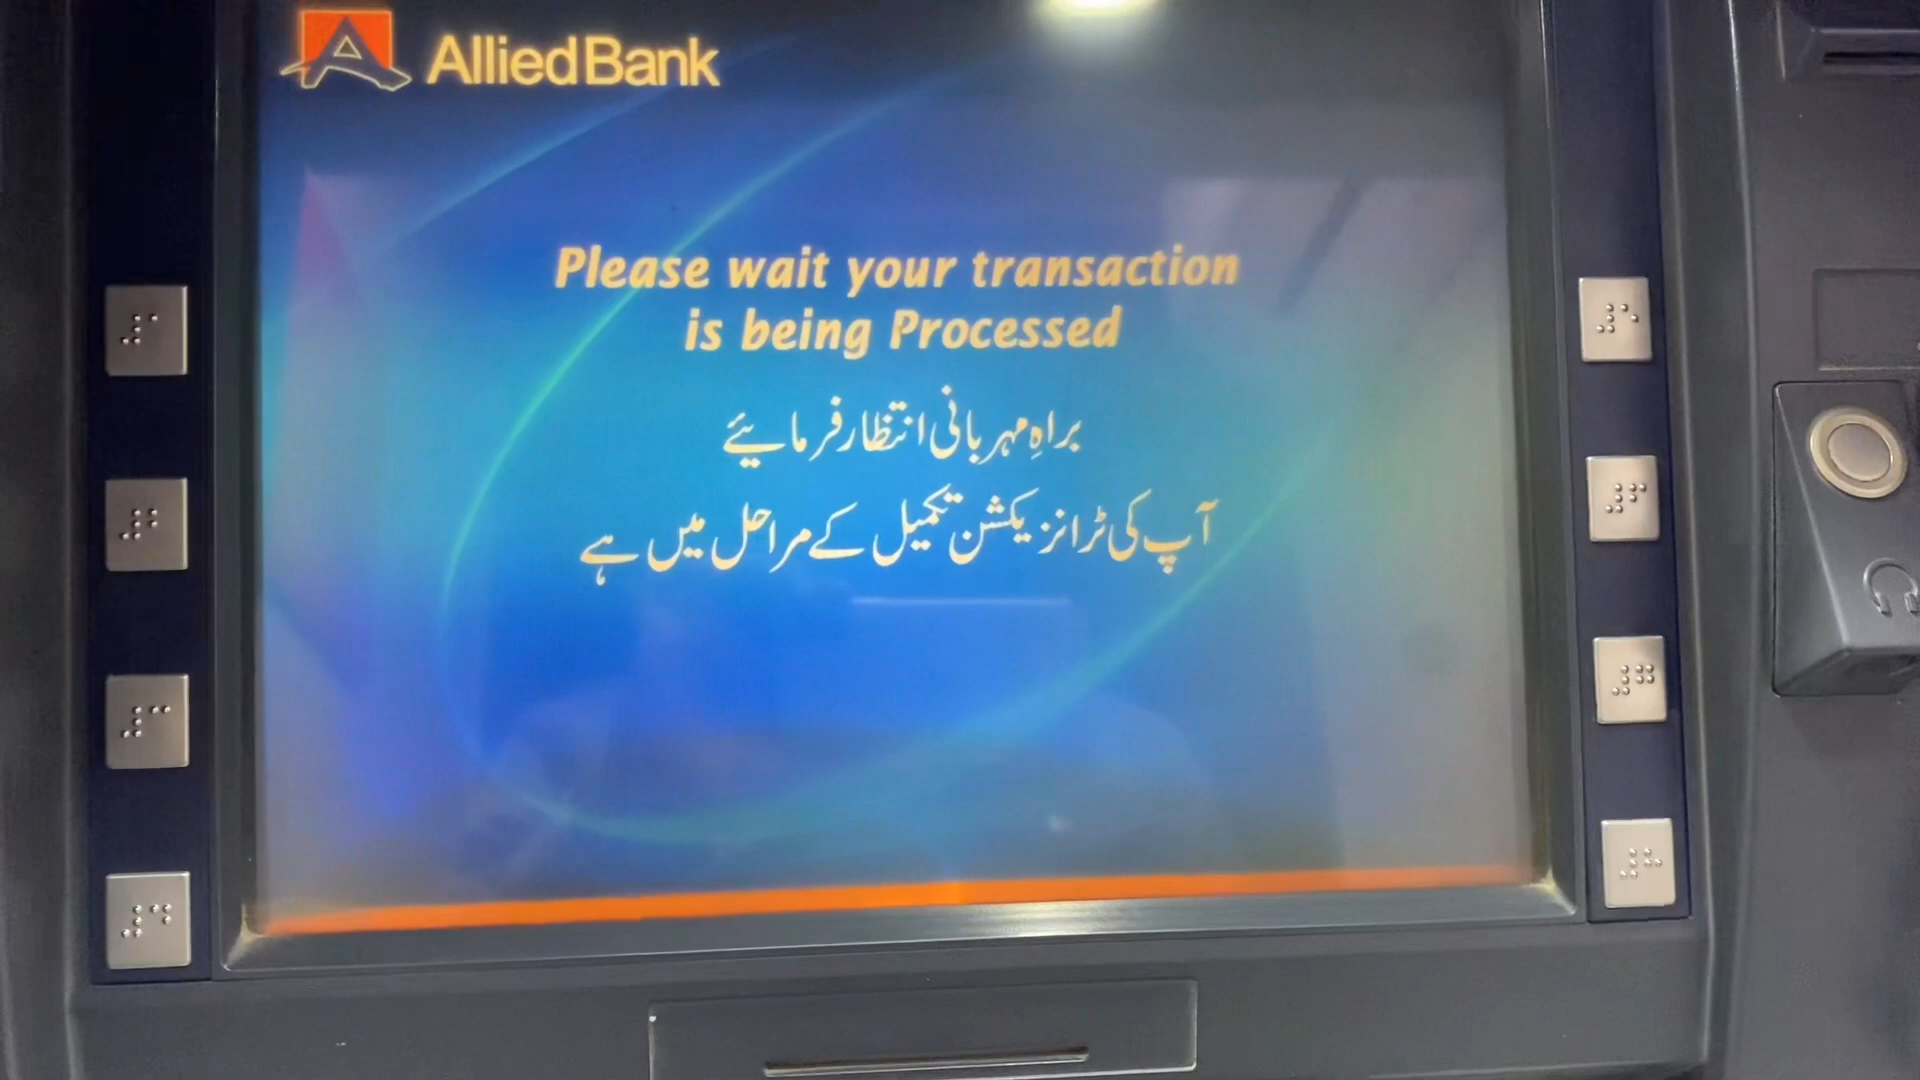 AlliedBank
Please wait your transaction
is being Processed
براہِ مہربانی انتظار فرمایئے
آپ کی ٹرانزیکشن تکمیل کے مراحل میں ہے